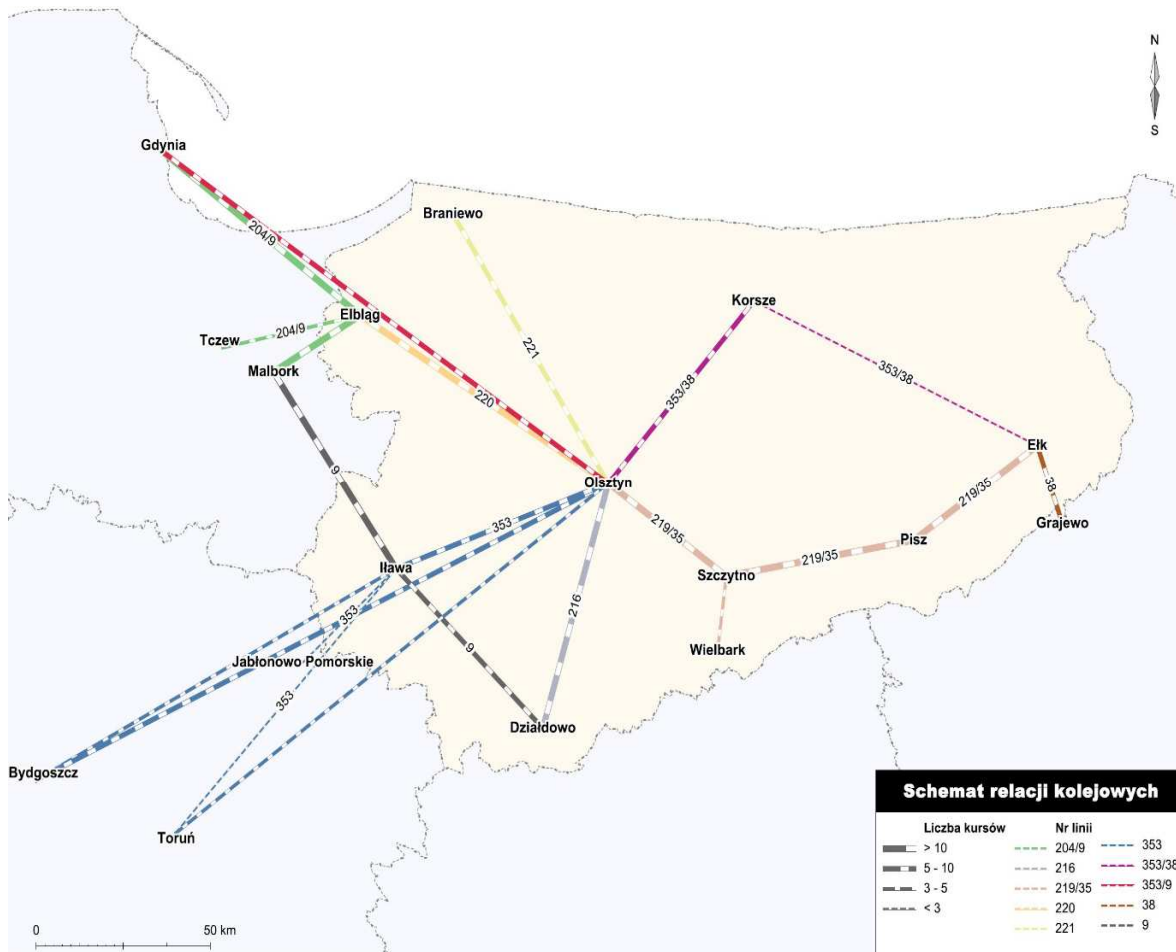 N
S
Gdynia
Braniewo
204/9
Korsze
Elbląg
204/9
Tczew
221
Malbork
353/38
353/38
220
Ełk
9
Olsztyn
38
219/35
353
219/35
Grajewo
Pisz
219/35
Iława
Szczytno
216
353
9
Wielbark
Jabłonowo Pomorskie
353
Działdowo
Bydgoszcz
Toruń
Schemat relacji kolejowych
Liczba kursów
> 10
5 - 10
3 - 5
< 3
Nr linii
204/9
216
219/35
220
221
353
353/38
353/9
38
9
0 50 km